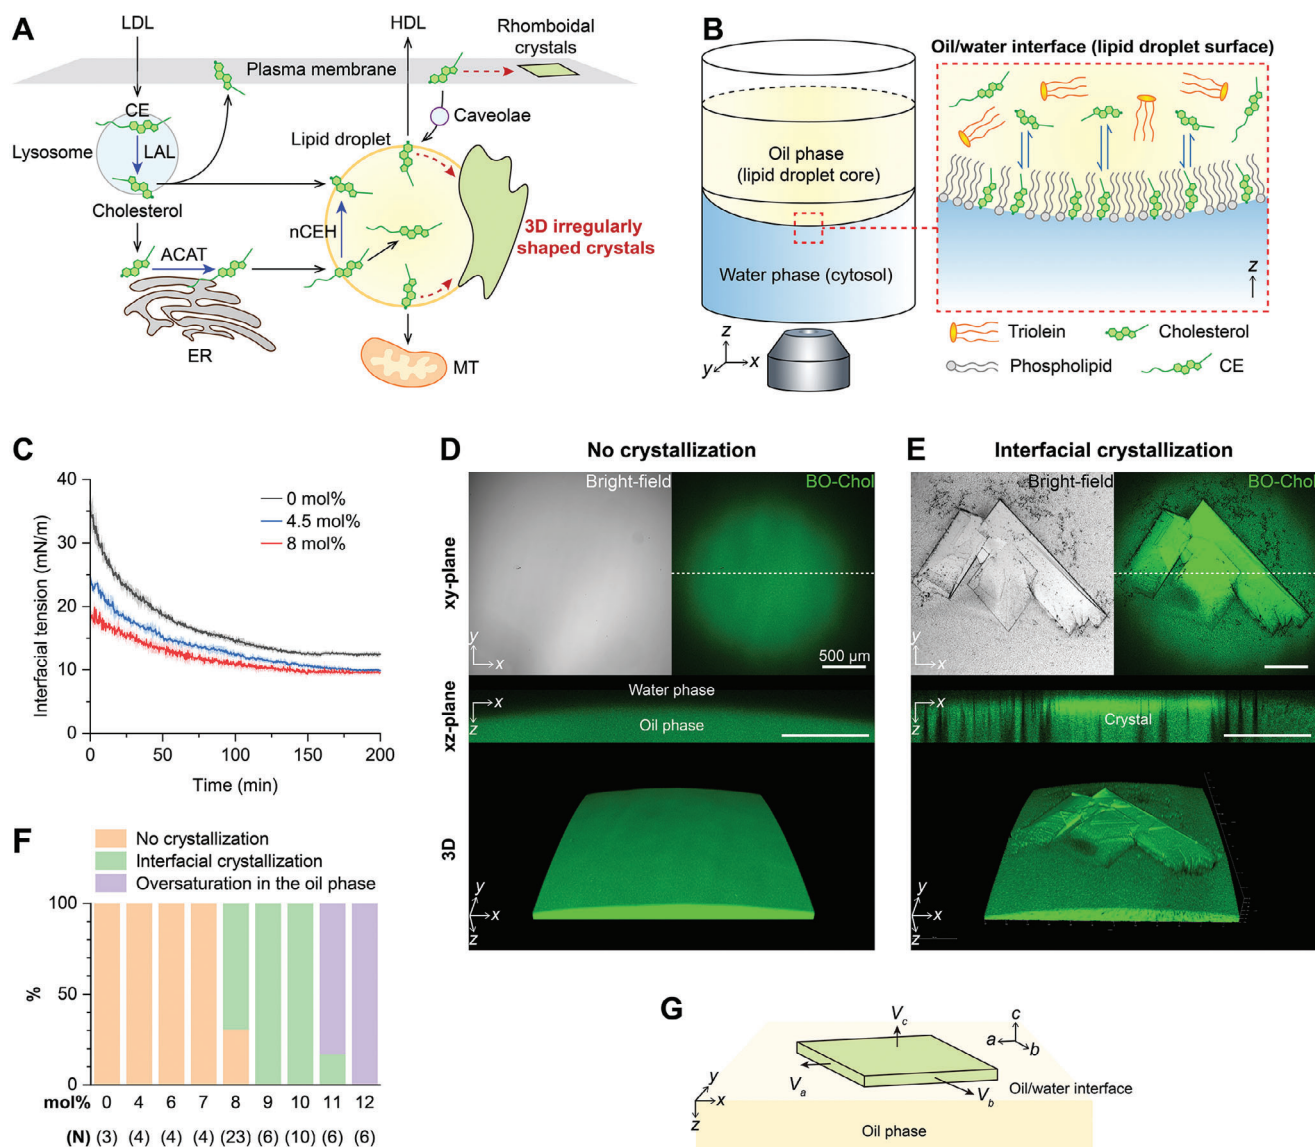 A
LDL
HDL
Rhomboidal
crystals
Plasma membrane
CE
Caveolae
Lysosome
LAL
Lipid droplet
Cholesterol
nCEH
3D irregularly
shaped crystals
ACAT
ER
MT
B
Oil/water interface (lipid droplet surface)
Oil phase
(lipid droplet core)
Water phase (cytosol)
z
z
y
x
Triolein
Cholesterol
Phospholipid
CE
C
Interfacial tension (mN/m)
40
30
20
10
0
0 mol%
4.5 mol%
8 mol%
0
50
100
150
200
Time (min)
D
No crystallization
Bright-field
BO-Chol
xy-plane
y
x
500 µm
xz-plane
x
z
Water phase
Oil phase
3D
y
x
z
E
Interfacial crystallization
Bright-field
BO-Chol
y
x
x
z
Crystal
y
x
z
F
No crystallization
Interfacial crystallization
Oversaturation in the oil phase
%
100
50
0
mol% 0 4 6 7 8 9 10 11 12
(N) (3) (4) (4) (4) (23) (6) (10) (6) (6)
G
Vc
c
a
b
Va
Vb
Oil/water interface
y
x
z
Oil phase